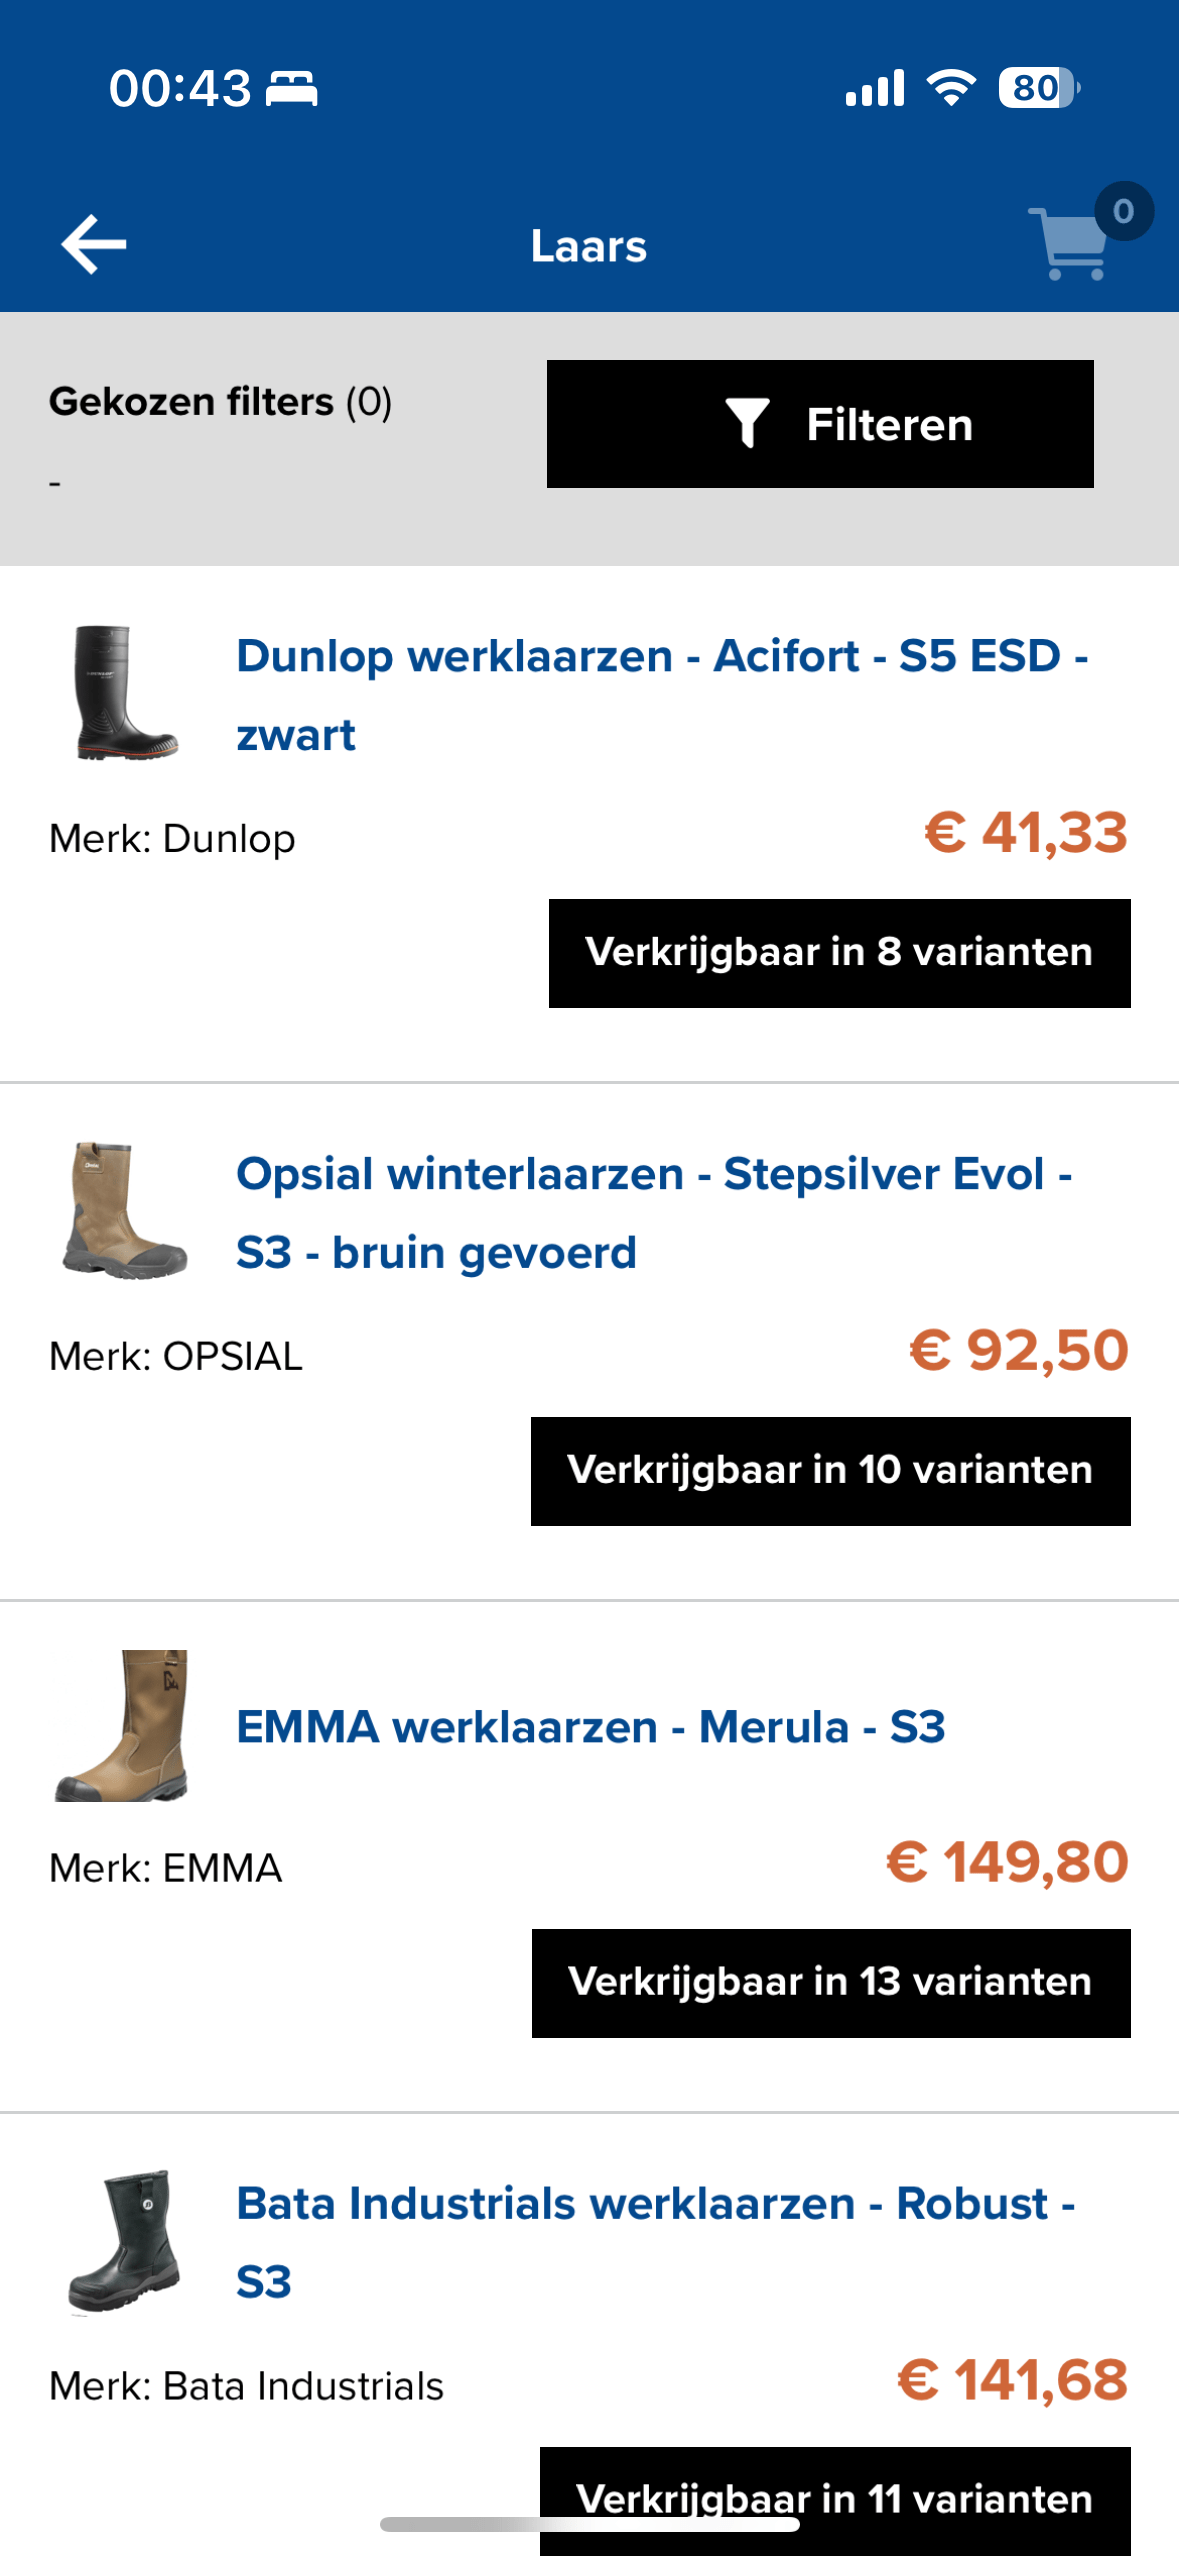 00:43
80
Laars
0
Gekozen filters (0)
Filteren
-
Dunlop werklaarzen - Acifort - S5 ESD -
zwart
Merk: Dunlop
€ 41,33
Verkrijgbaar in 8 varianten
Opsial winterlaarzen - Stepsilver Evol -
S3 - bruin gevoerd
Merk: OPSIAL
€ 92,50
Verkrijgbaar in 10 varianten
EMMA werklaarzen - Merula - S3
Merk: EMMA
€ 149,80
Verkrijgbaar in 13 varianten
Bata Industrials werklaarzen - Robust -
S3
Merk: Bata Industrials
€ 141,68
Verkrijgbaar in 11 varianten